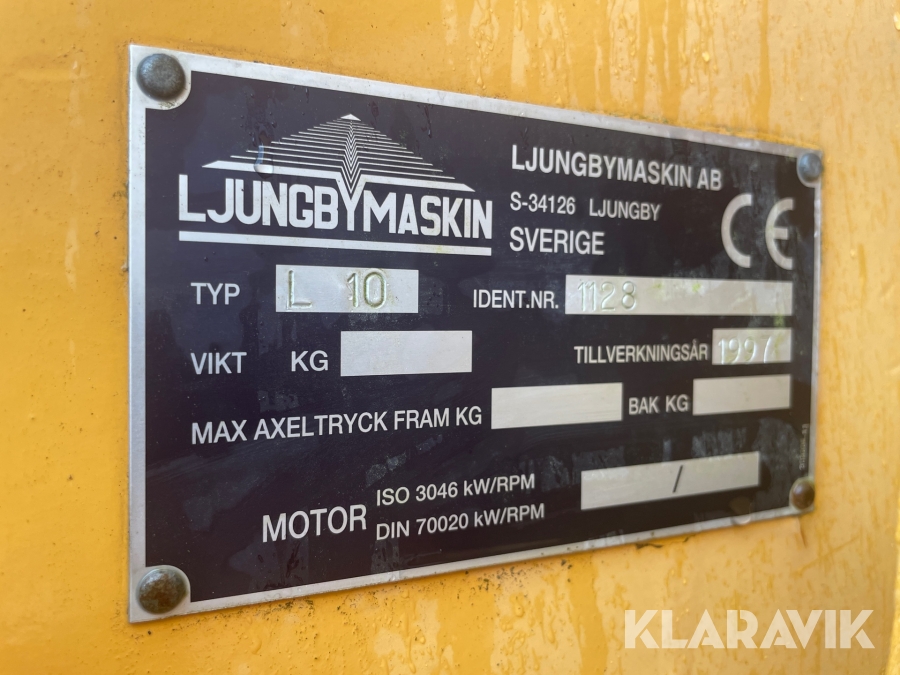 LJUNGBYMASKIN
LJUNGBYMASKIN AB
S-34126 LJUNGBY
SVERIGE
CE
TYP L 10
IDENT.NR. 1128
VIKT KG
TILLVERKNINGSÅR 1997
MAX AXELTRYCK FRAM KG
BAK KG
MOTOR
ISO 3046 kW/RPM
DIN 70020 kW/RPM
/
KLARAVIK